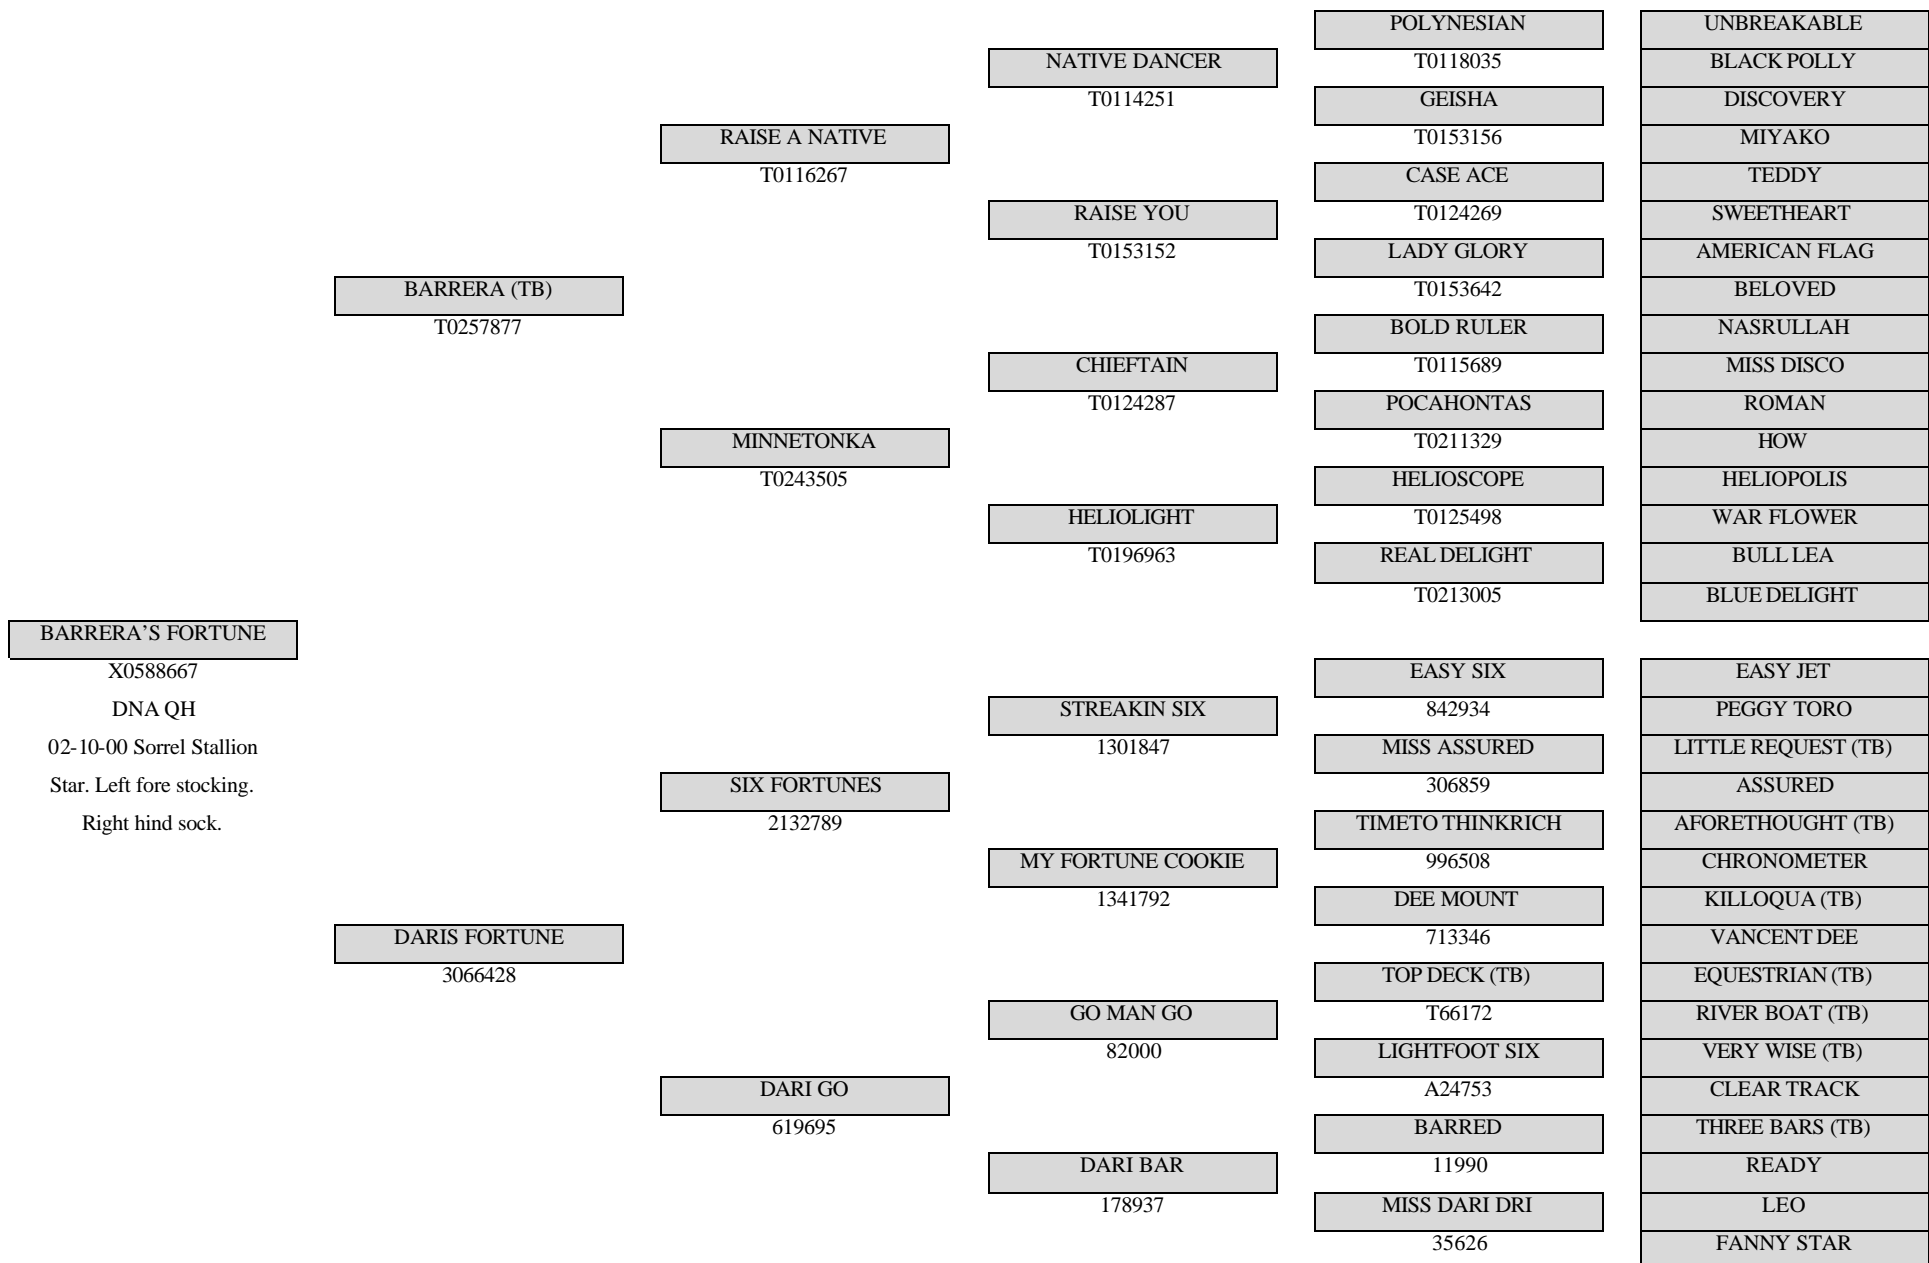 POLYNESIAN
UNBREAKABLE
NATIVE DANCER
T0118035
BLACK POLLY
T0114251
GEISHA
DISCOVERY
RAISE A NATIVE
T0153156
MIYAKO
T0116267
CASE ACE
TEDDY
RAISE YOU
T0124269
SWEETHEART
T0153152
LADY GLORY
AMERICAN FLAG
BARRERA (TB)
T0153642
BELOVED
T0257877
BOLD RULER
NASRULLAH
CHIEFTAIN
T0115689
MISS DISCO
T0124287
POCAHONTAS
ROMAN
MINNETONKA
T0211329
HOW
T0243505
HELIOSCOPE
HELIOPOLIS
HELIOLIGHT
T0125498
WAR FLOWER
T0196963
REAL DELIGHT
BULL LEA
T0213005
BLUE DELIGHT
BARRERA’S FORTUNE
X0588667
EASY SIX
EASY JET
DNA QH
STREAKIN SIX
842934
PEGGY TORO
02-10-00 Sorrel Stallion
1301847
MISS ASSURED
LITTLE REQUEST (TB)
Star. Left fore stocking.
SIX FORTUNES
306859
ASSURED
Right hind sock.
2132789
TIMETO THINKRICH
AFORETHOUGHT (TB)
MY FORTUNE COOKIE
996508
CHRONOMETER
1341792
DEE MOUNT
KILLOQUA (TB)
DARIS FORTUNE
713346
VANCENT DEE
3066428
TOP DECK (TB)
EQUESTRIAN (TB)
GO MAN GO
T66172
RIVER BOAT (TB)
82000
LIGHTFOOT SIX
VERY WISE (TB)
DARI GO
A24753
CLEAR TRACK
619695
BARRED
THREE BARS (TB)
DARI BAR
11990
READY
178937
MISS DARI DRI
LEO
35626
FANNY STAR